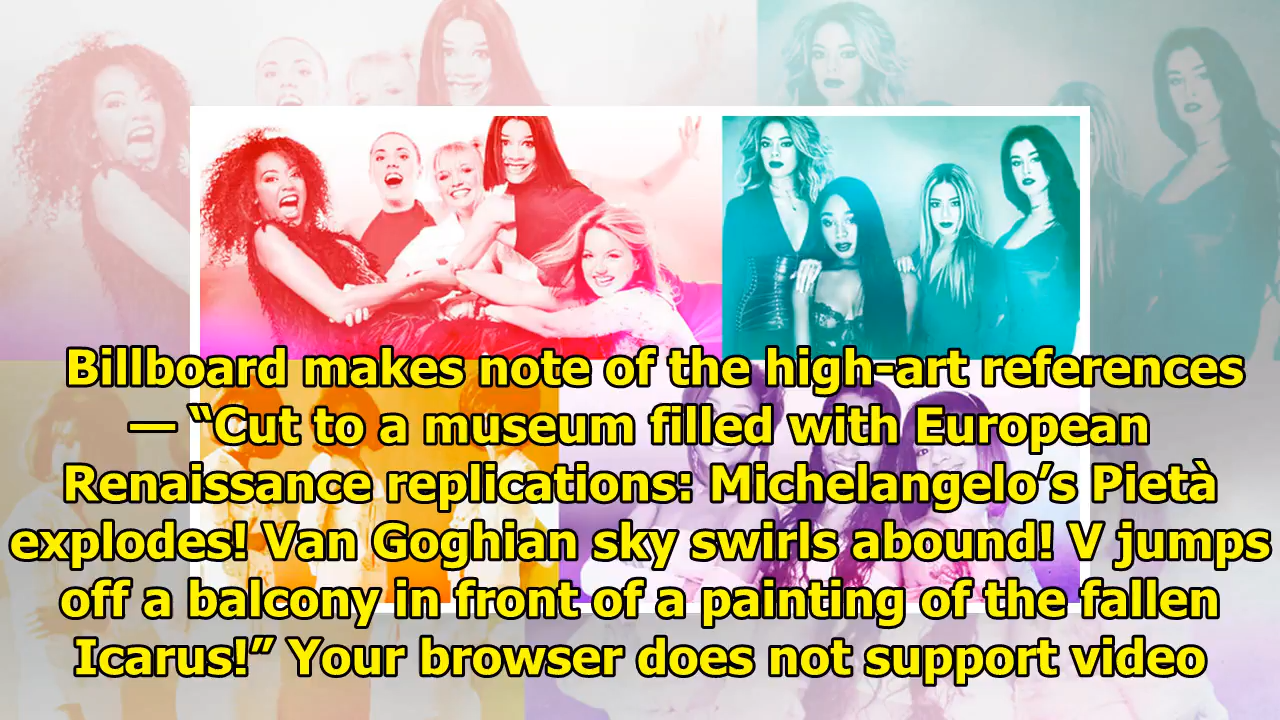 Billboard makes note of the high-art references
— “Cut to a museum filled with European
Renaissance replications: Michelangelo’s Pietà
explodes! Van Goghian sky swirls abound! V jumps
off a balcony in front of a painting of the fallen
Icarus!” Your browser does not support video